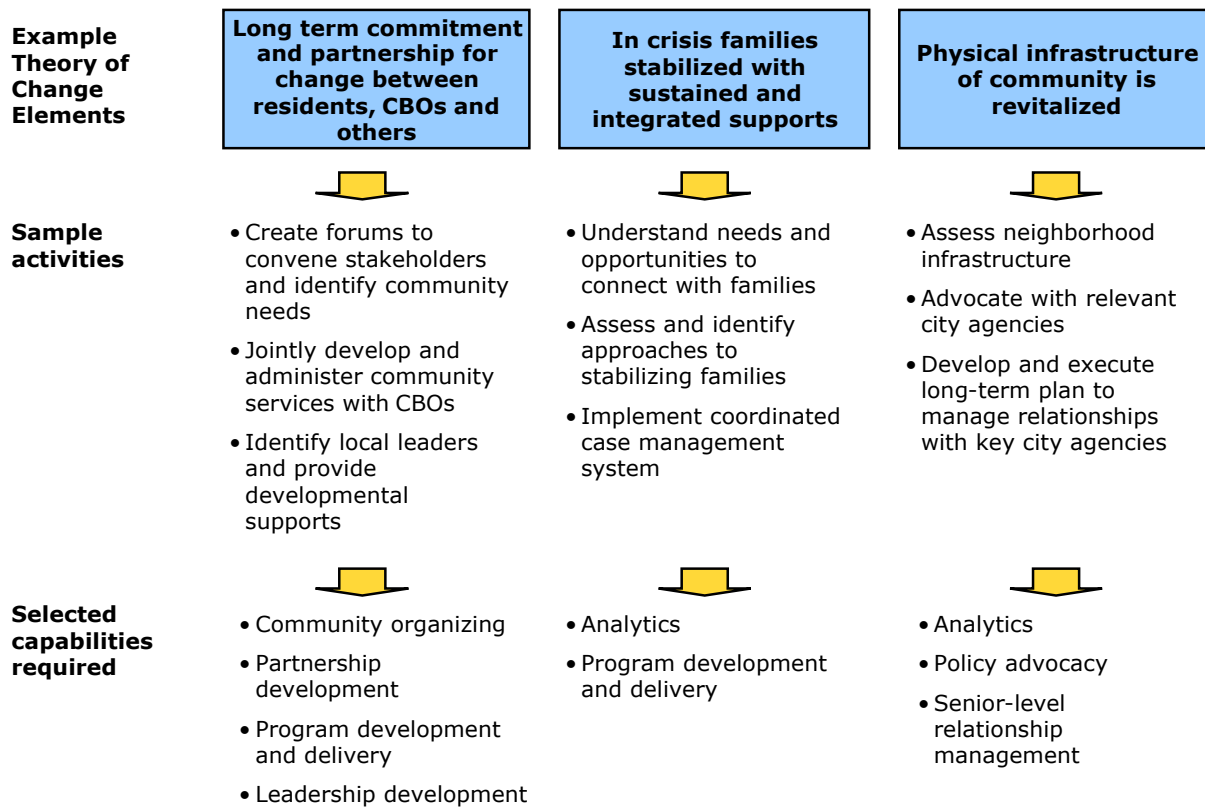 Example
Theory of
Change
Elements
Long term commitment
and partnership for
change between
residents, CBOs and
others
In crisis families
stabilized with
sustained and
integrated supports
Physical infrastructure
of community is
revitalized
Sample
activities
• Create forums to
convene stakeholders
and identify community
needs
• Jointly develop and
administer community
services with CBOs
• Identify local leaders
and provide
developmental
supports
• Understand needs and
opportunities to
connect with families
• Assess and identify
approaches to
stabilizing families
• Implement coordinated
case management
system
• Assess neighborhood
infrastructure
• Advocate with relevant
city agencies
• Develop and execute
long-term plan to
manage relationships
with key city agencies
Selected
capabilities
required
• Community organizing
• Partnership
development
• Program development
and delivery
• Leadership development
• Analytics
• Program development
and delivery
• Analytics
• Policy advocacy
• Senior-level
relationship
management